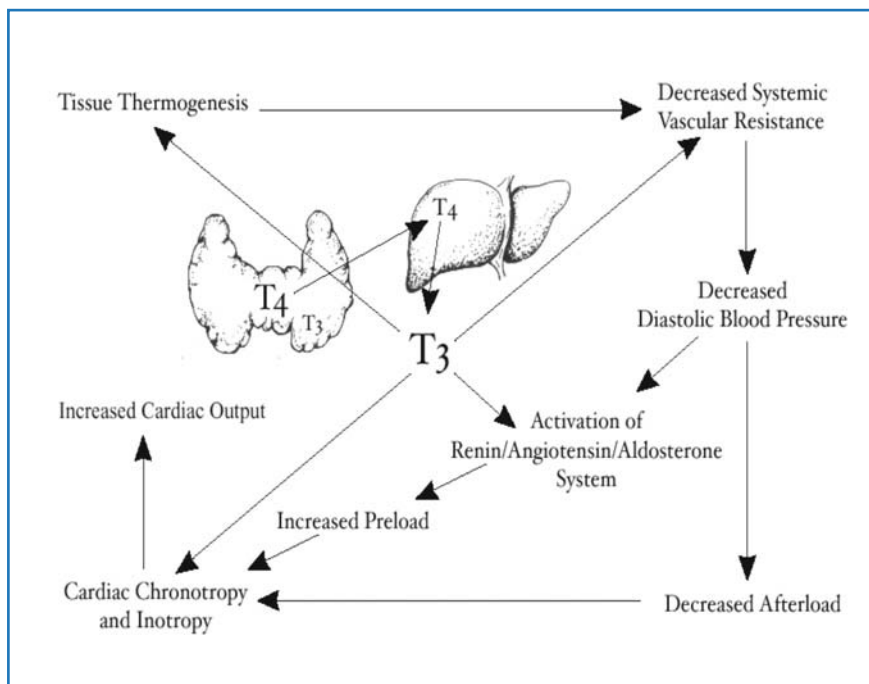 Tissue Thermogenesis
Decreased Systemic
Vascular Resistance
T4
T4
T3
T3
Decreased
Diastolic Blood Pressure
Increased Cardiac Output
Activation of
Renin/Angiotensin/Aldosterone
System
Increased Preload
Cardiac Chronotropy
and Inotropy
Decreased Afterload